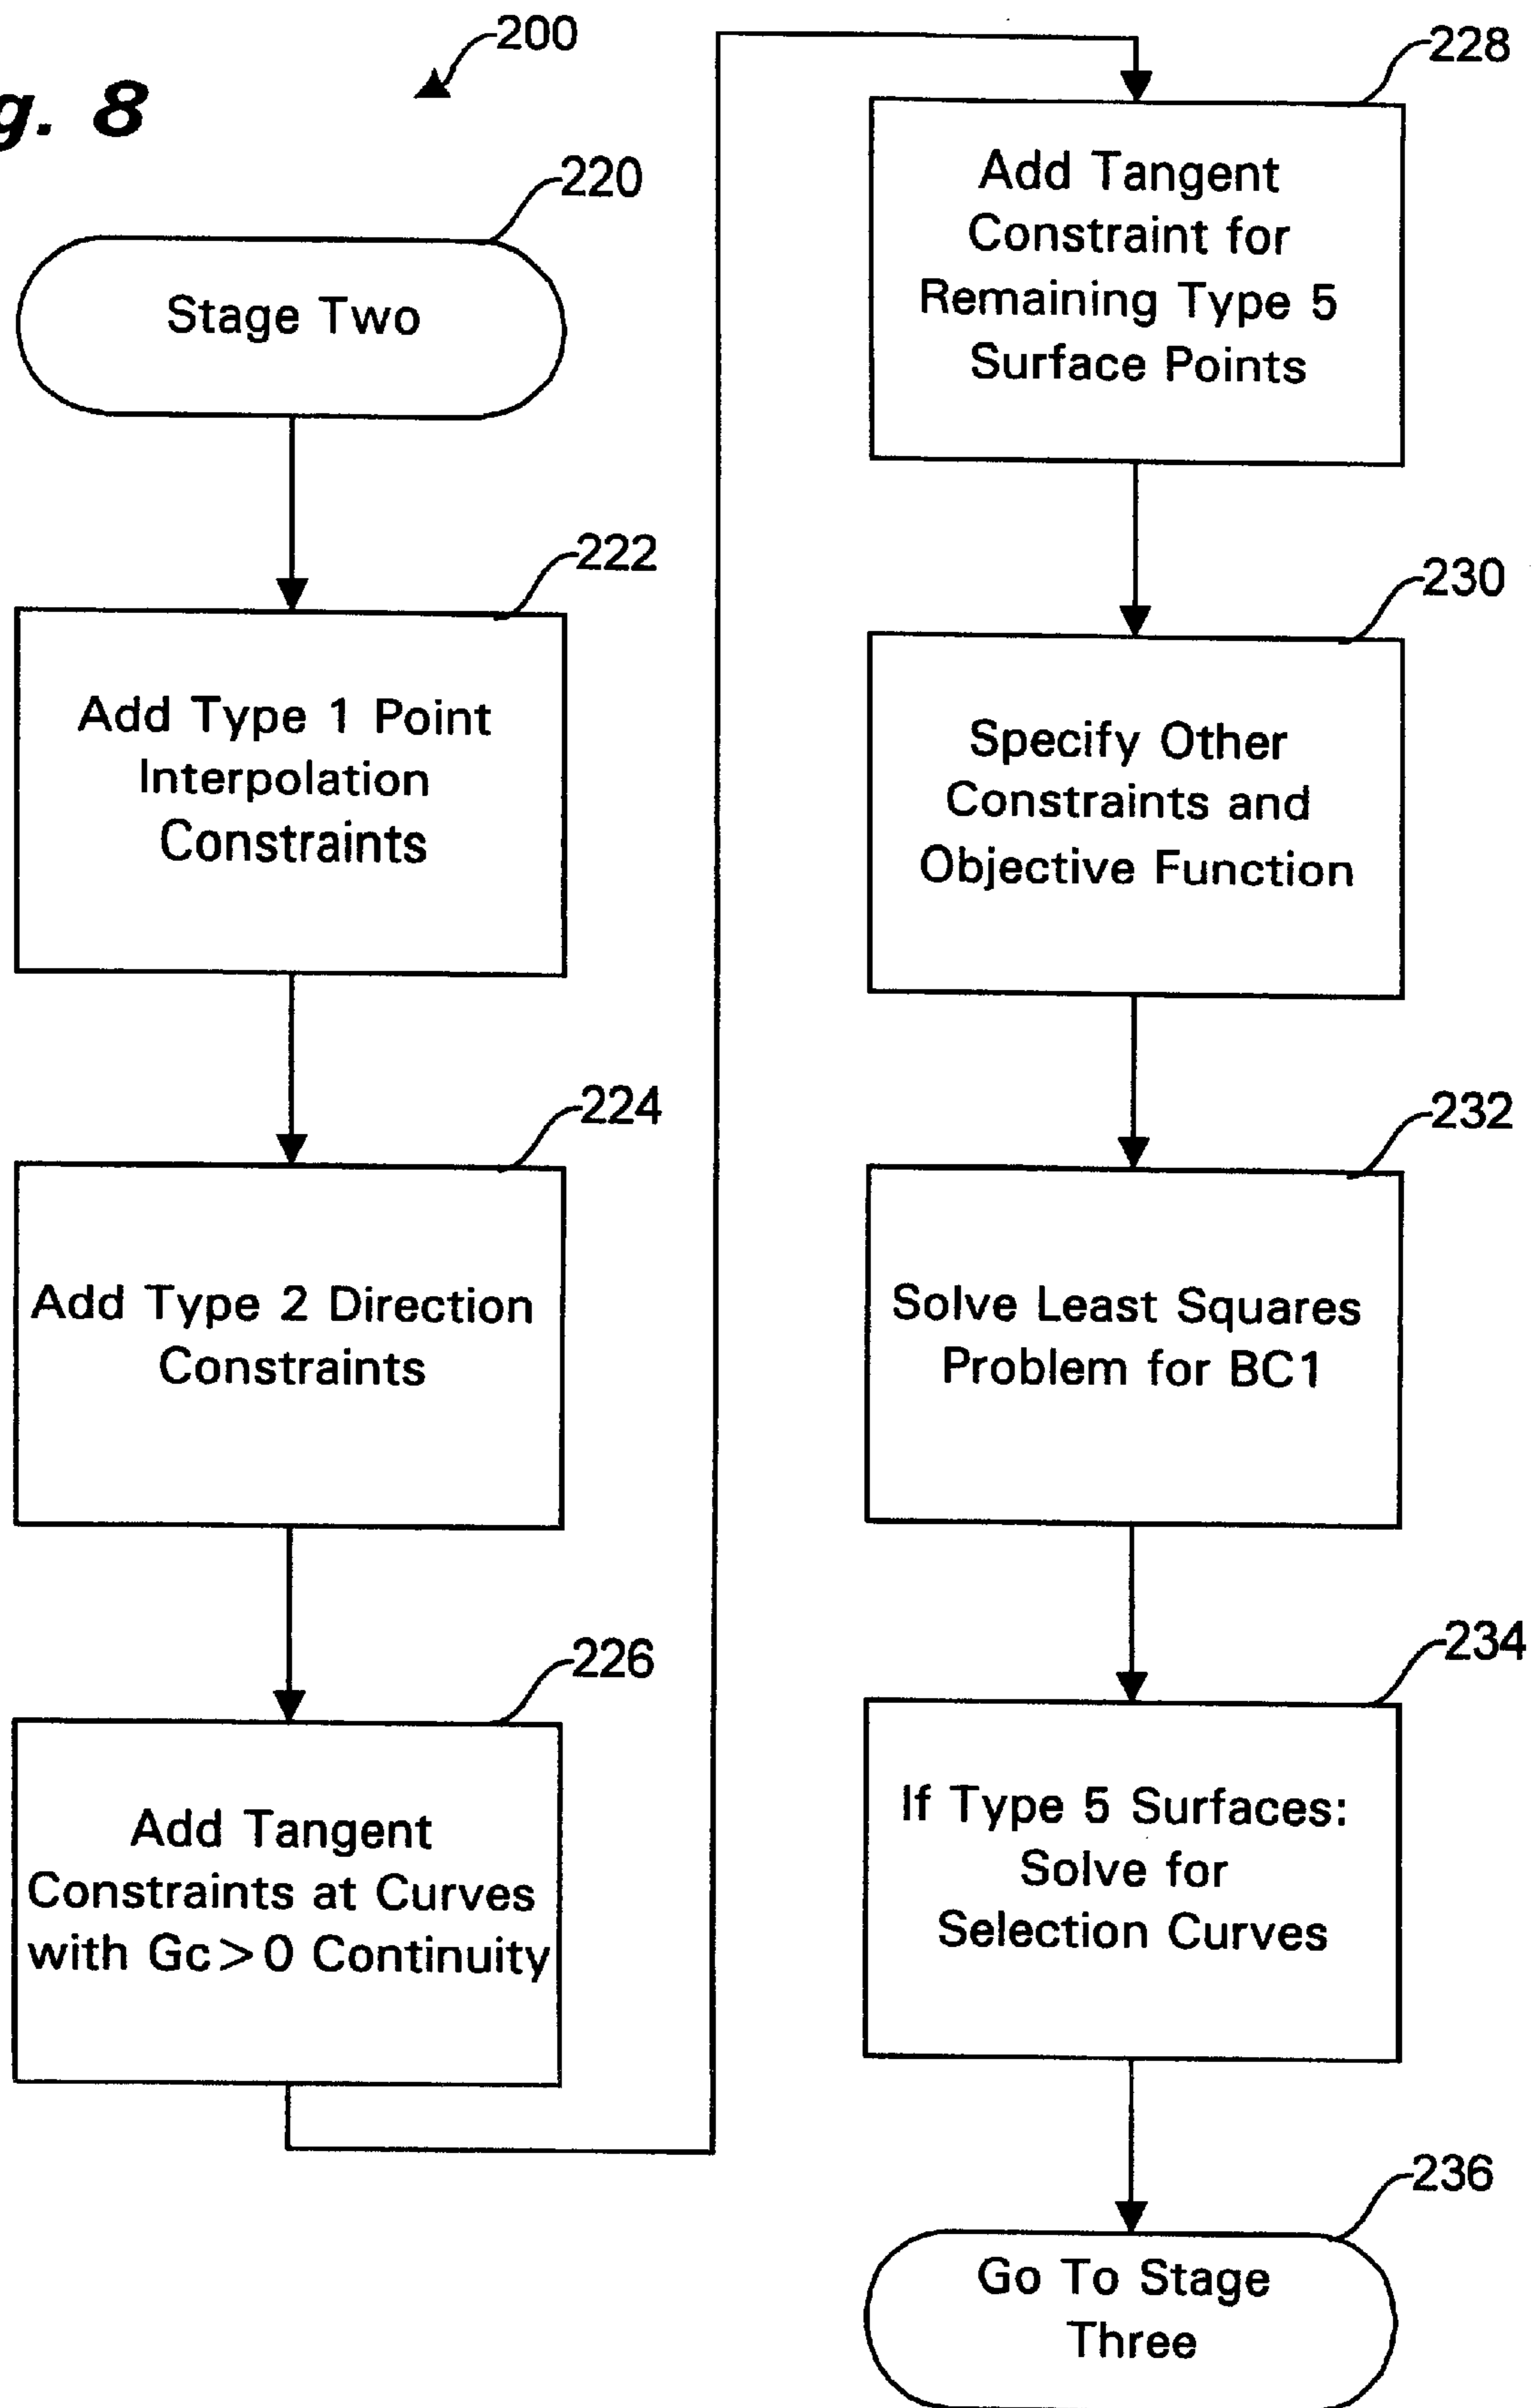 g. 8
200
220
Stage Two
222
Add Type 1 Point
Interpolation
Constraints
224
Add Type 2 Direction
Constraints
226
Add Tangent
Constraints at Curves
with Gc>0 Continuity
228
Add Tangent
Constraint for
Remaining Type 5
Surface Points
230
Specify Other
Constraints and
Objective Function
232
Solve Least Squares
Problem for BC1
234
If Type 5 Surfaces:
Solve for
Selection Curves
236
Go To Stage
Three